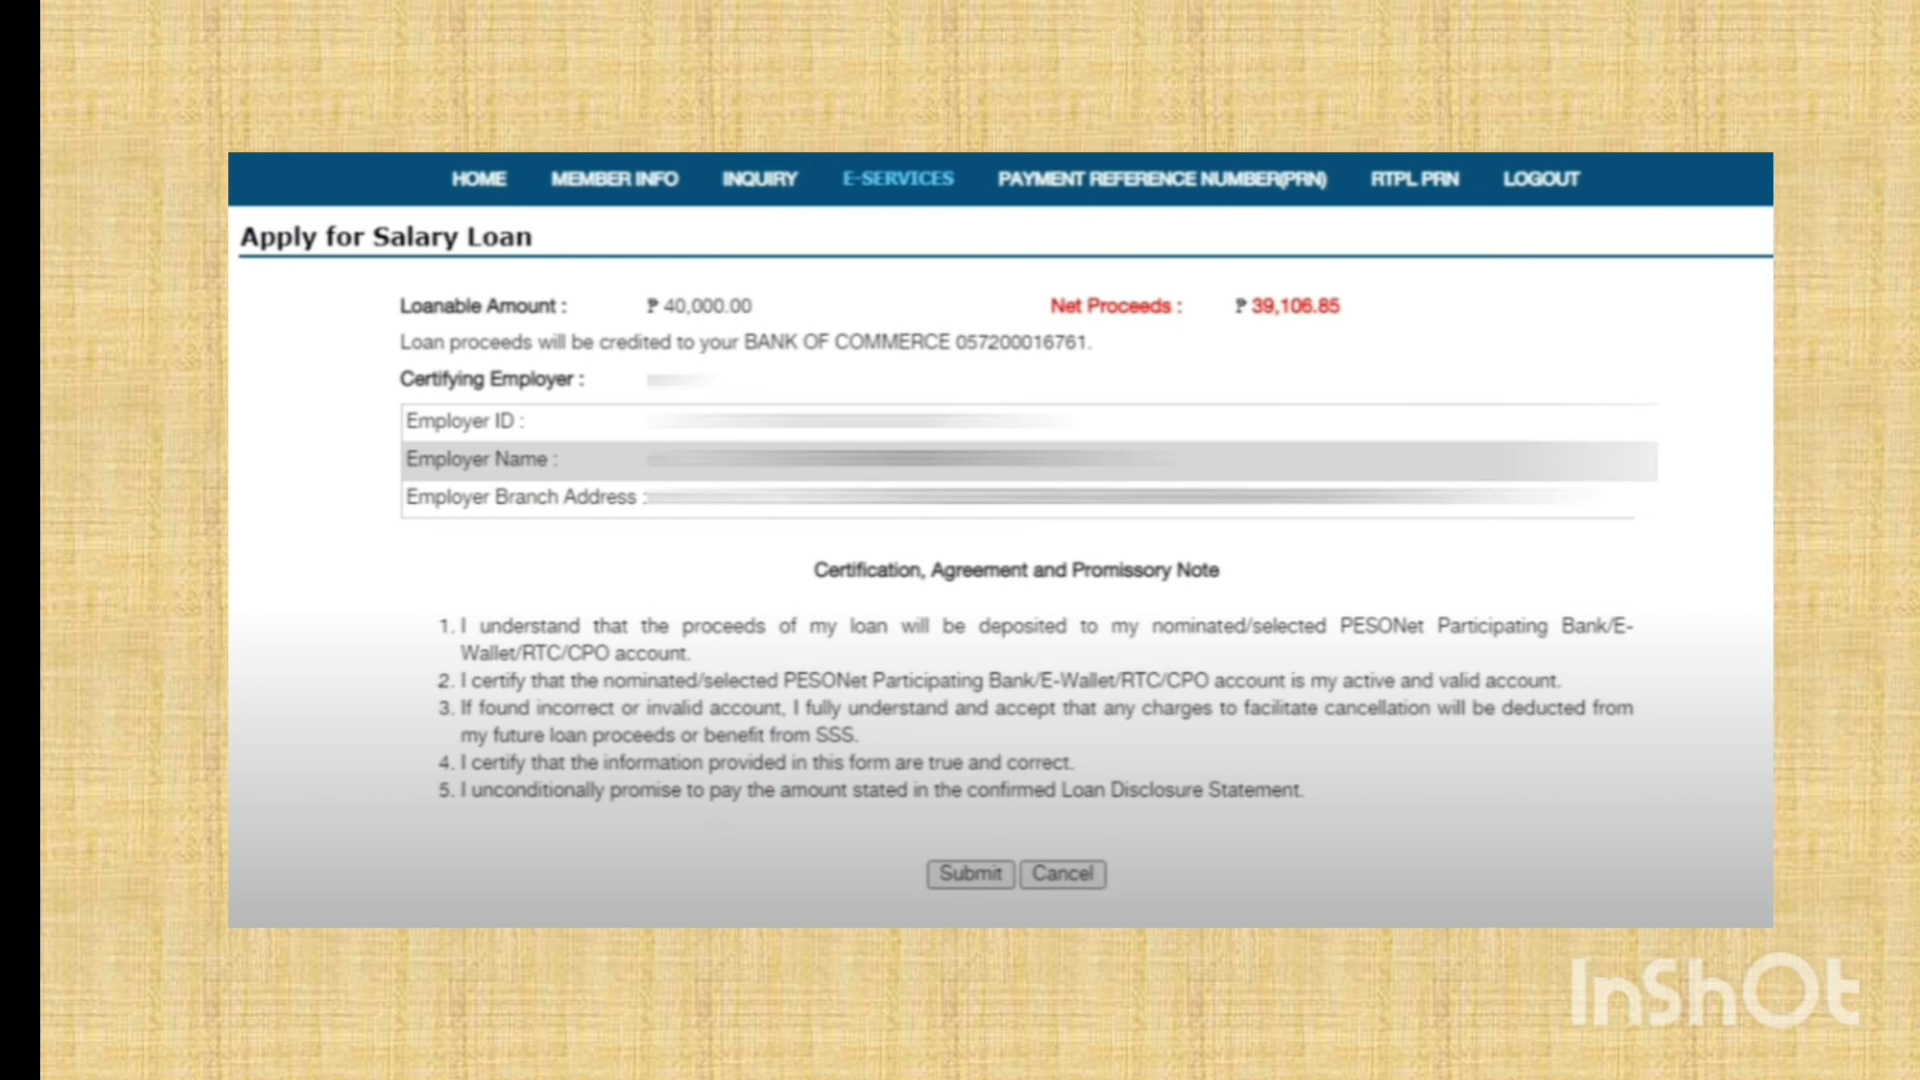 HOME MEMBER INFO INQUIRY E-SERVICES PAYMENT REFERENCE NUMBER(PRN) RTPL PRN LOGOUT
Apply for Salary Loan
Loanable Amount : ₱ 40,000.00 Net Proceeds : ₱ 39,106.85
Loan proceeds will be credited to your BANK OF COMMERCE 057200016761.
Certifying Employer :
Employer ID :
Employer Name :
Employer Branch Address :
Certification, Agreement and Promissory Note
1. I understand that the proceeds of my loan will be deposited to my nominated/selected PESONet Participating Bank/E-
Wallet/RTC/CPO account.
2. I certify that the nominated/selected PESONet Participating Bank/E-Wallet/RTC/CPO account is my active and valid account.
3. If found incorrect or invalid account, I fully understand and accept that any charges to facilitate cancellation will be deducted from
my future loan proceeds or benefit from SSS.
4. I certify that the information provided in this form are true and correct.
5. I unconditionally promise to pay the amount stated in the confirmed Loan Disclosure Statement.
Submit Cancel
InShOt